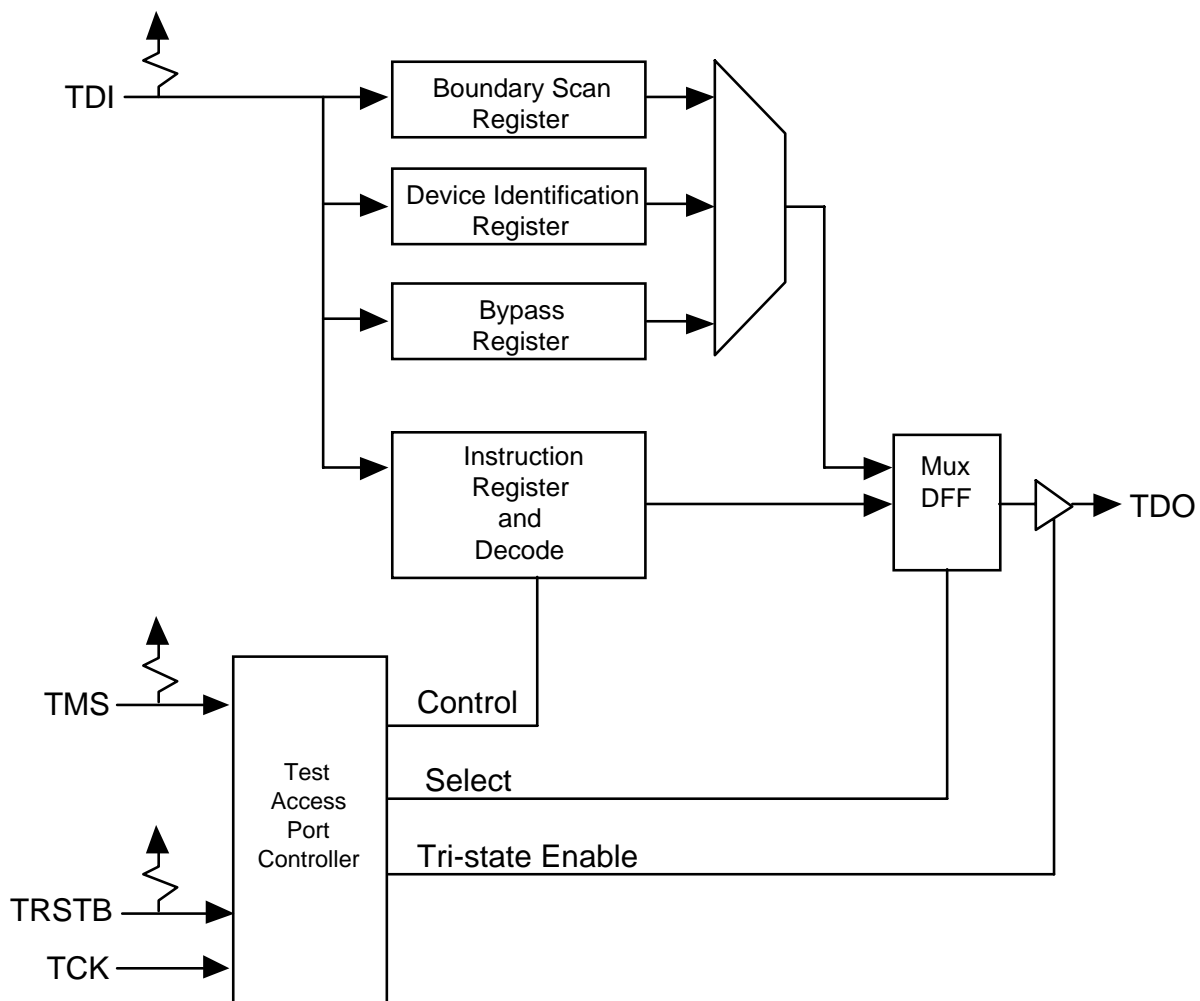 TDI
Boundary Scan
Register
Device Identification
Register
Bypass
Register
Instruction
Register
and
Decode
Mux
DFF
TDO
TMS
Control
Test
Access
Port
Controller
Select
Tri-state Enable
TRSTB
TCK